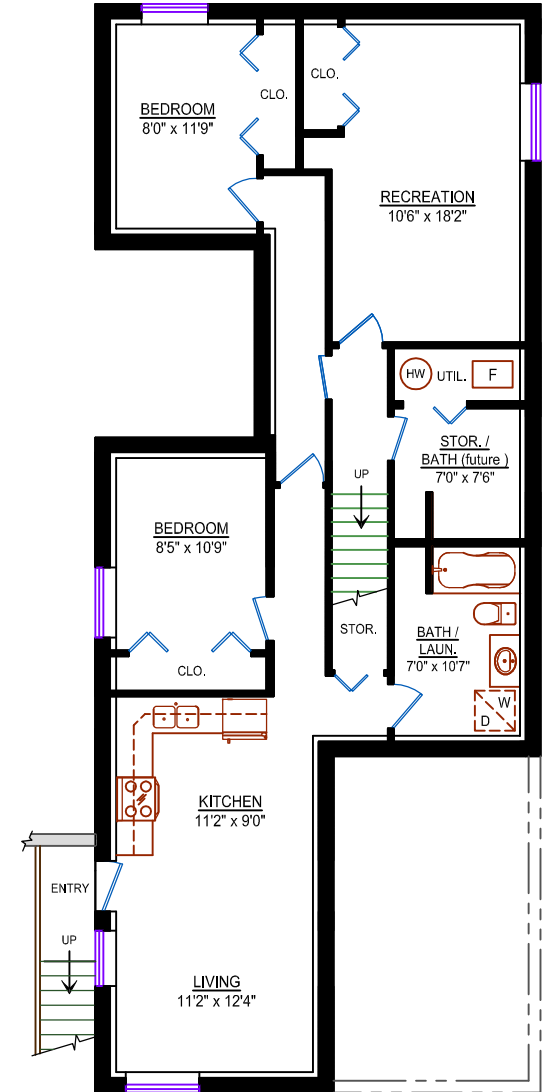 CLO.
CLO.
BEDROOM
8'0" x 11'9"
RECREATION
10'6" x 18'2"
HW
UTIL.
F
STOR. /
BATH (future )
7'0" x 7'6"
UP
BEDROOM
8'5" x 10'9"
STOR.
BATH /
LAUN.
7'0" x 10'7"
CLO.
W
D
KITCHEN
11'2" x 9'0"
ENTRY
UP
LIVING
11'2" x 12'4"